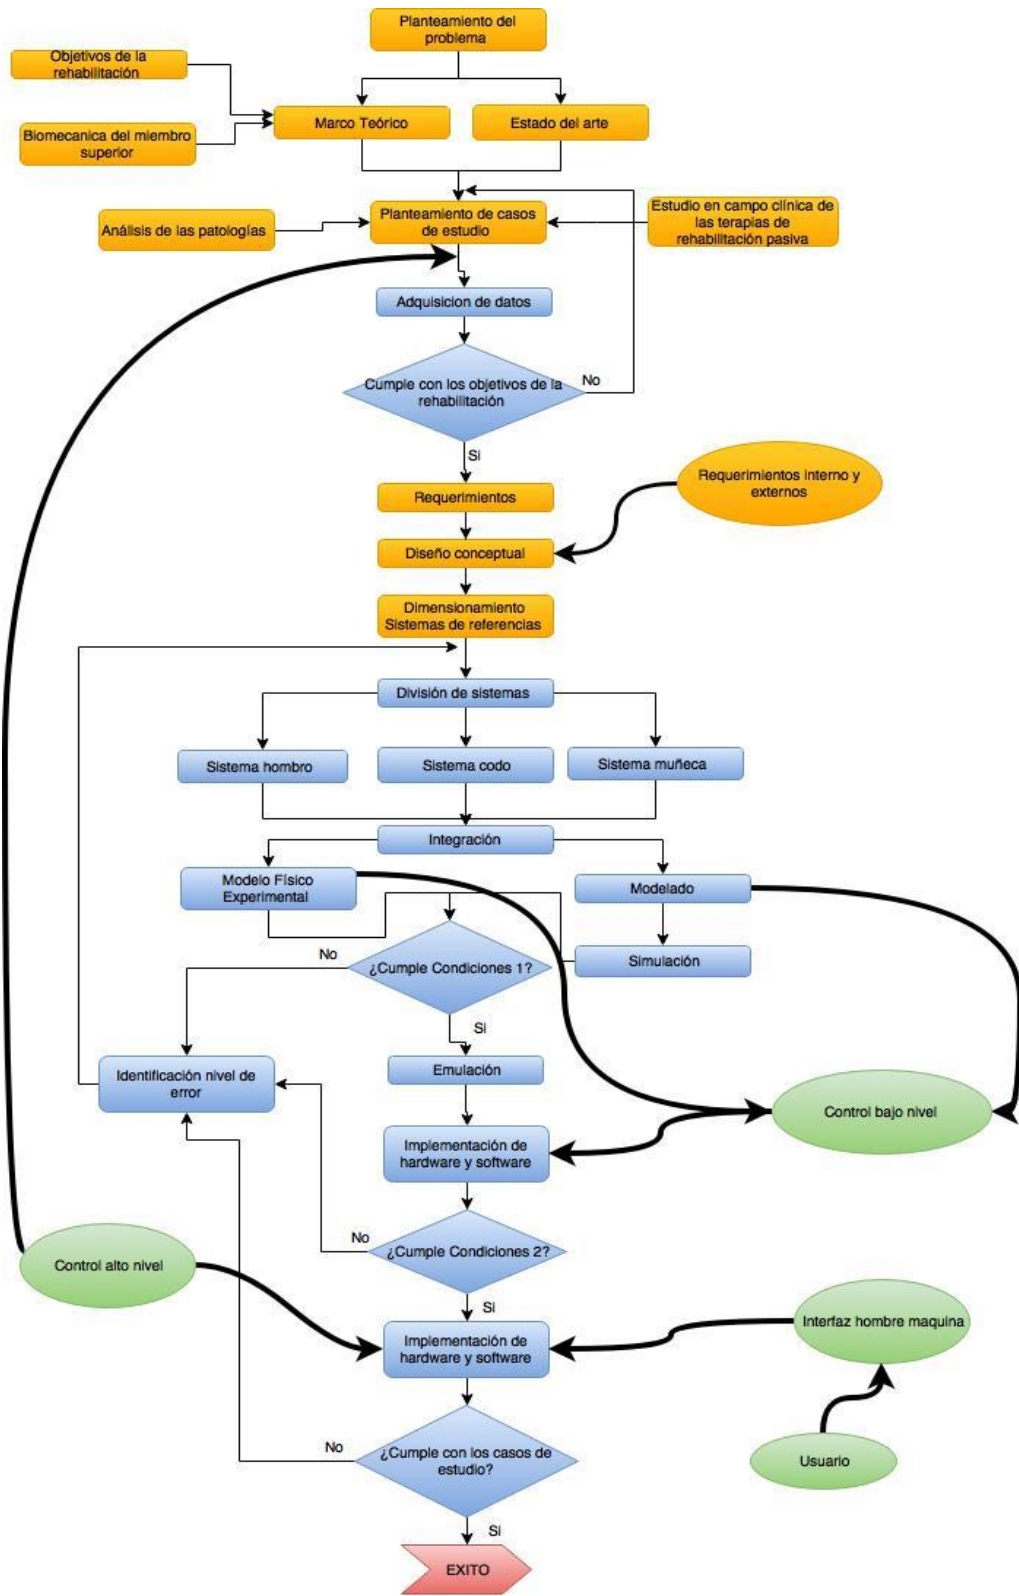 Planteamiento del
problema
Objetivos de la
rehabilitación
Marco Teórico
Estado del arte
Biomecanica del miembro
superior
Análisis de las patologías
Planteamiento de casos
de estudio
Estudio en campo clínica de
las terapias de
rehabilitación pasiva
Adquisicion de datos
Cumple con los objetivos de la
rehabilitación
No
Si
Requerimientos interno y
externos
Requerimientos
Diseño conceptual
Dimensionamiento
Sistemas de referencias
División de sistemas
Sistema hombro
Sistema codo
Sistema muñeca
Integración
Modelo Físico
Experimental
Modelado
No
¿Cumple Condiciones 1?
Simulación
Si
Identificación nivel de
error
Emulación
Control bajo nivel
Implementación de
hardware y software
No
¿Cumple Condiciones 2?
Control alto nivel
Si
Implementación de
hardware y software
Interfaz hombre maquina
No
¿Cumple con los casos de
estudio?
Usuario
Si
EXITO